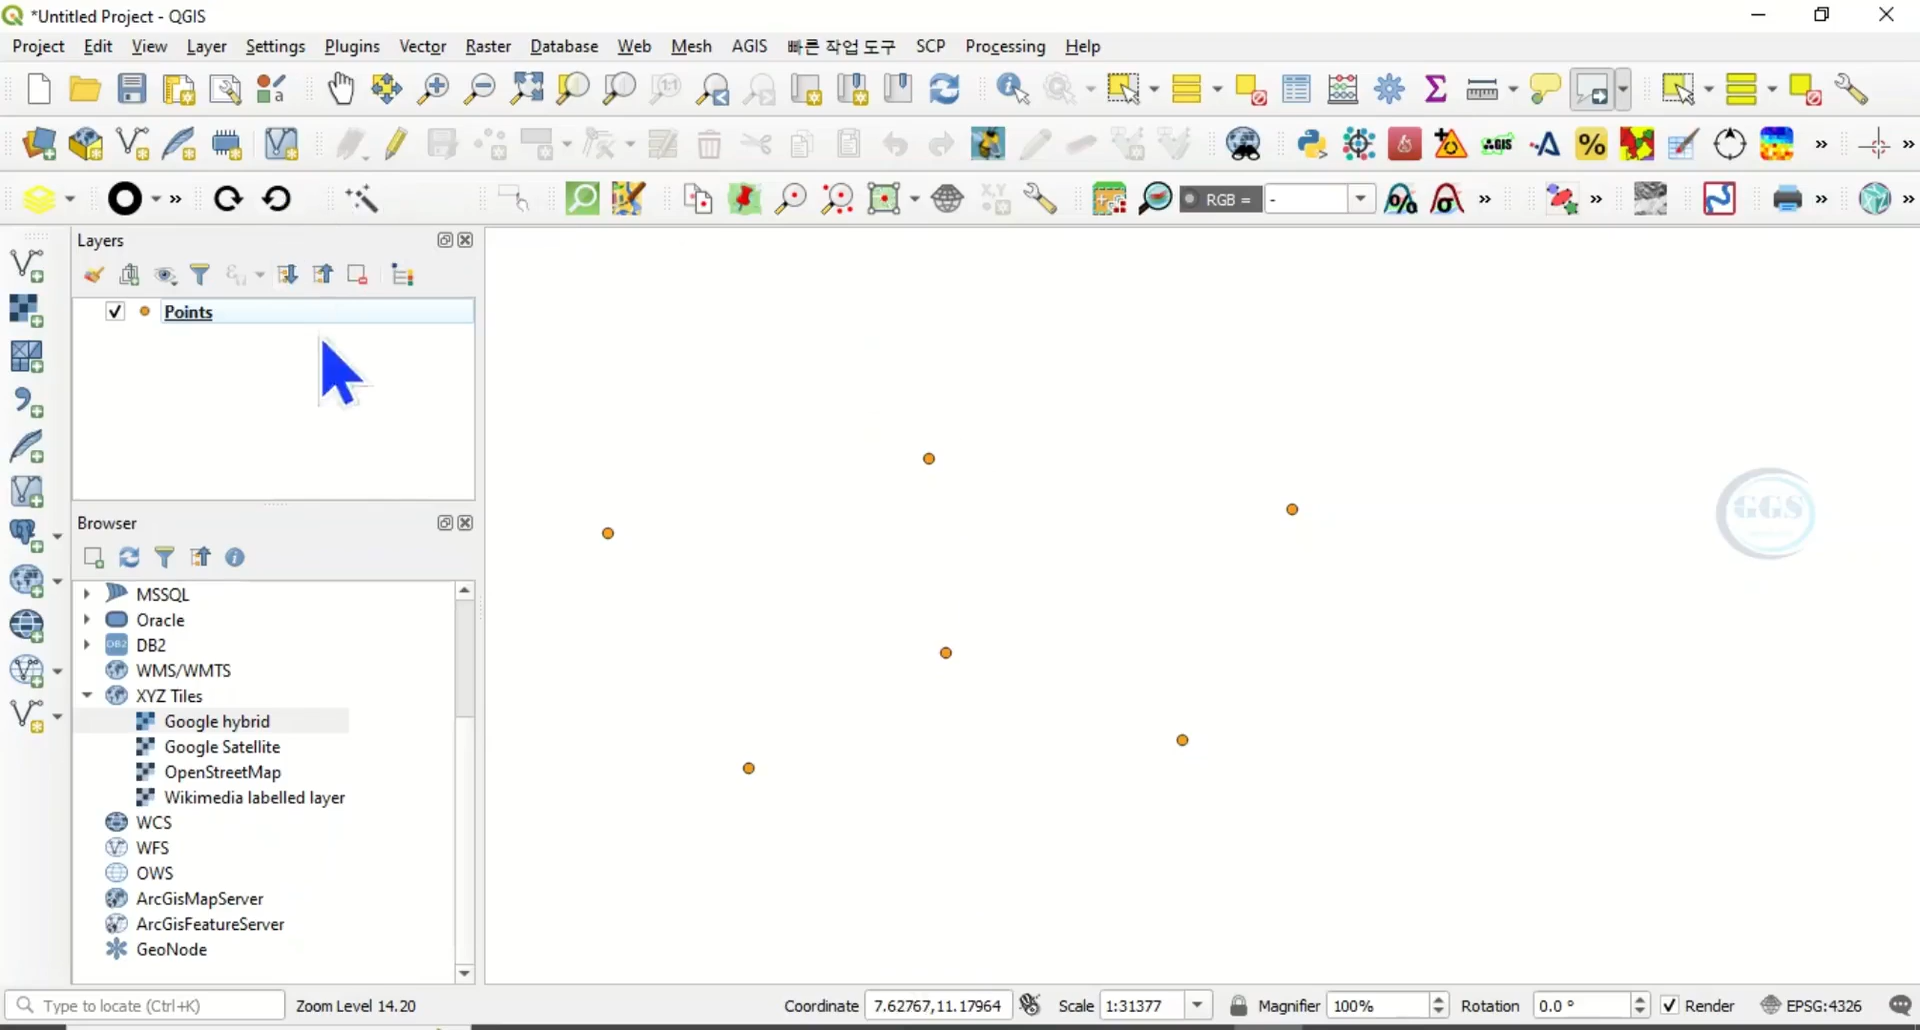 *Untitled Project - QGIS
Project Edit View Layer Settings Plugins Vector Raster Database Web Mesh AGIS 빠른 작업 도구 SCP Processing Help
RGB = -
Layers
Points
Browser
MSSQL
Oracle
DB2
WMS/WMTS
XYZ Tiles
Google hybrid
Google Satellite
OpenStreetMap
Wikimedia labelled layer
WCS
WFS
OWS
ArcGisMapServer
ArcGisFeatureServer
GeoNode
GGS
Type to locate (Ctrl+K) Zoom Level 14.20 Coordinate 7.62767,11.17964 Scale 1:31377 Magnifier 100% Rotation 0.0 ° Render EPSG:4326